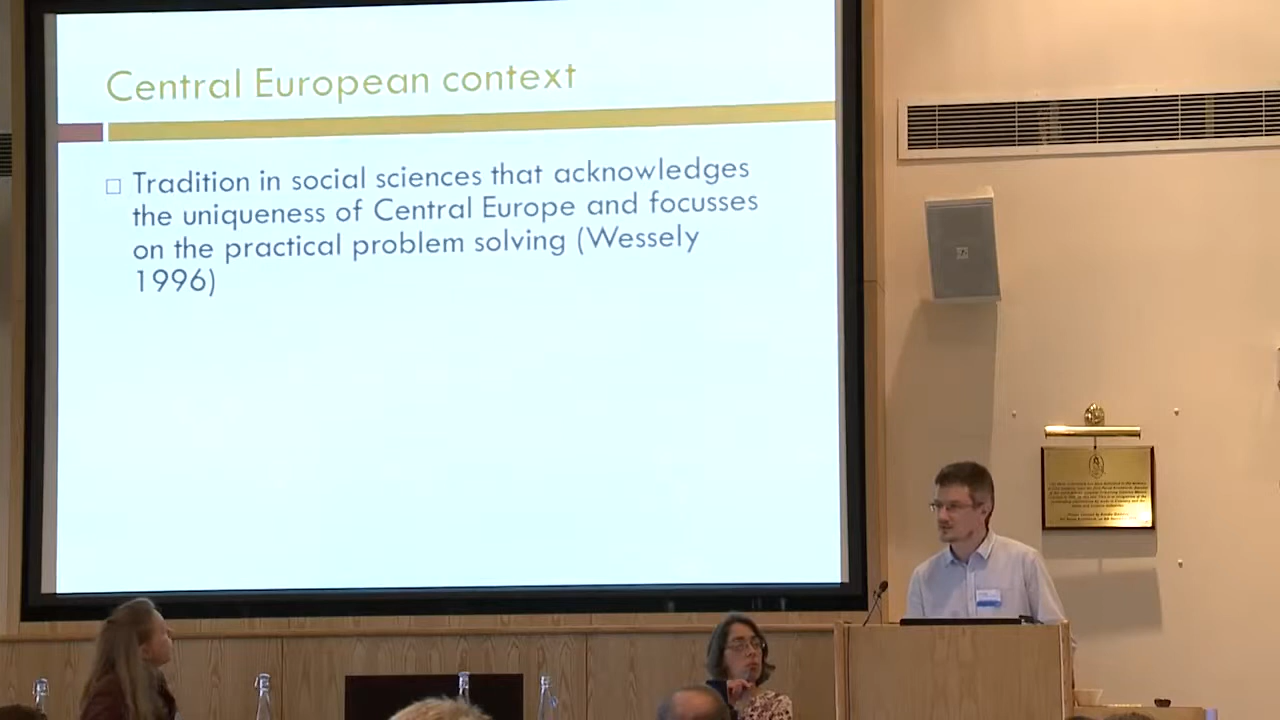 Central European context
Tradition in social sciences that acknowledges
the uniqueness of Central Europe and focusses
on the practical problem solving (Wessely
1996)